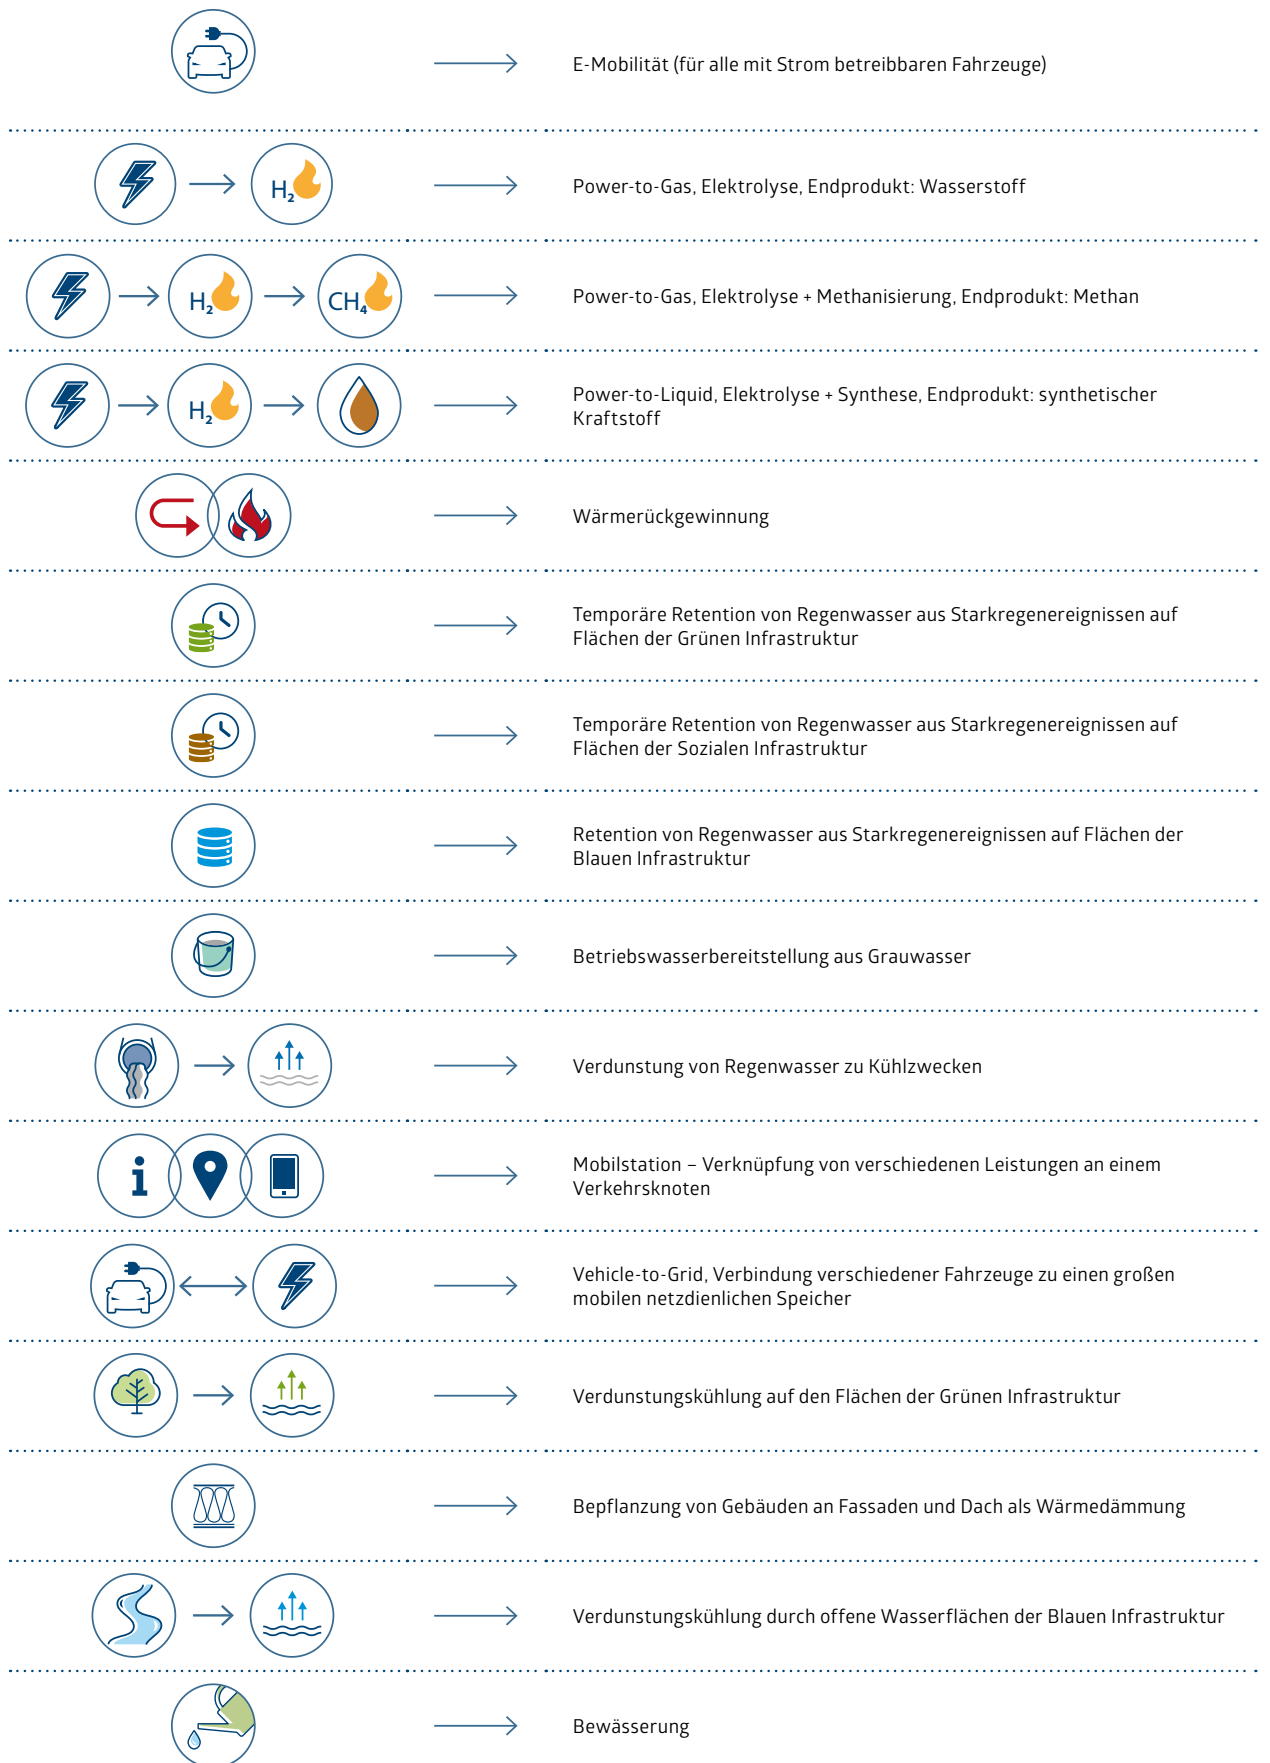 E-Mobilität (für alle mit Strom betreibbaren Fahrzeuge)
H₂
Power-to-Gas, Elektrolyse, Endprodukt: Wasserstoff
H₂
CH₄
Power-to-Gas, Elektrolyse + Methanisierung, Endprodukt: Methan
H₂
Power-to-Liquid, Elektrolyse + Synthese, Endprodukt: synthetischer
Kraftstoff
Wärmerückgewinnung
Temporäre Retention von Regenwasser aus Starkregenereignissen auf
Flächen der Grünen Infrastruktur
Temporäre Retention von Regenwasser aus Starkregenereignissen auf
Flächen der Sozialen Infrastruktur
Retention von Regenwasser aus Starkregenereignissen auf Flächen der
Blauen Infrastruktur
Betriebswasserbereitstellung aus Grauwasser
Verdunstung von Regenwasser zu Kühlzwecken
i
Mobilstation – Verknüpfung von verschiedenen Leistungen an einem
Verkehrsknoten
Vehicle-to-Grid, Verbindung verschiedener Fahrzeuge zu einen großen
mobilen netzdienlichen Speicher
Verdunstungskühlung auf den Flächen der Grünen Infrastruktur
Bepflanzung von Gebäuden an Fassaden und Dach als Wärmedämmung
Verdunstungskühlung durch offene Wasserflächen der Blauen Infrastruktur
Bewässerung